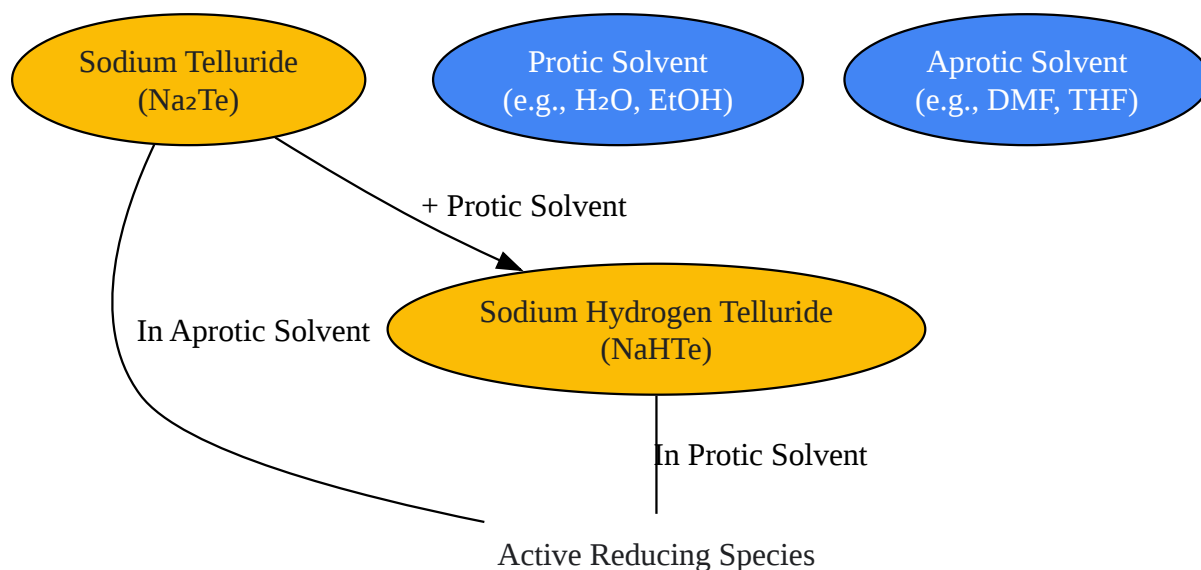 Sodium Telluride
(Na₂Te)
Protic Solvent
(e.g., H₂O, EtOH)
Aprotic Solvent
(e.g., DMF, THF)
+ Protic Solvent
In Aprotic Solvent
Sodium Hydrogen Telluride
(NaHTe)
In Protic Solvent
Active Reducing Species